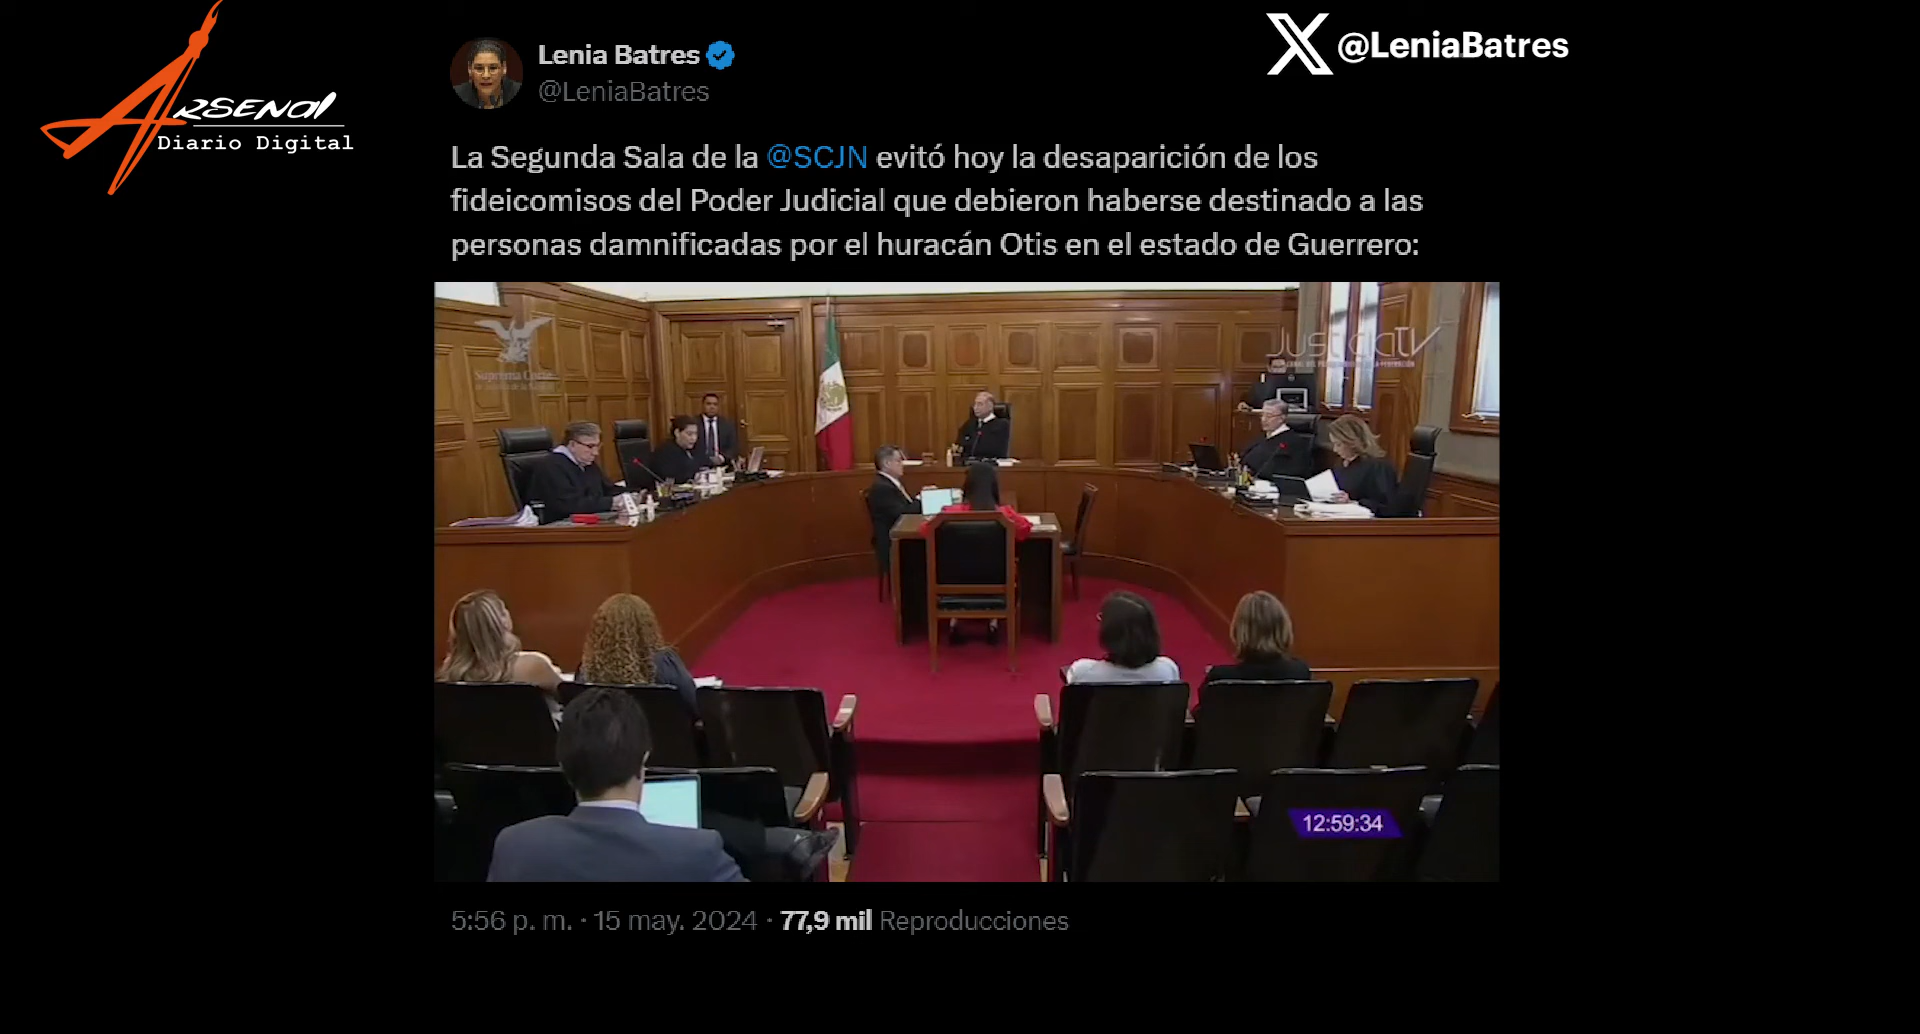 ARSENAL
Diario Digital
Lenia Batres
@LeniaBatres
X @LeniaBatres
La Segunda Sala de la @SCJN evitó hoy la desaparición de los
fideicomisos del Poder Judicial que debieron haberse destinado a las
personas damnificadas por el huracán Otis en el estado de Guerrero:
Suprema Corte
JusticiaTV
12:59:34
5:56 p. m. · 15 may. 2024 · 77,9 mil Reproducciones